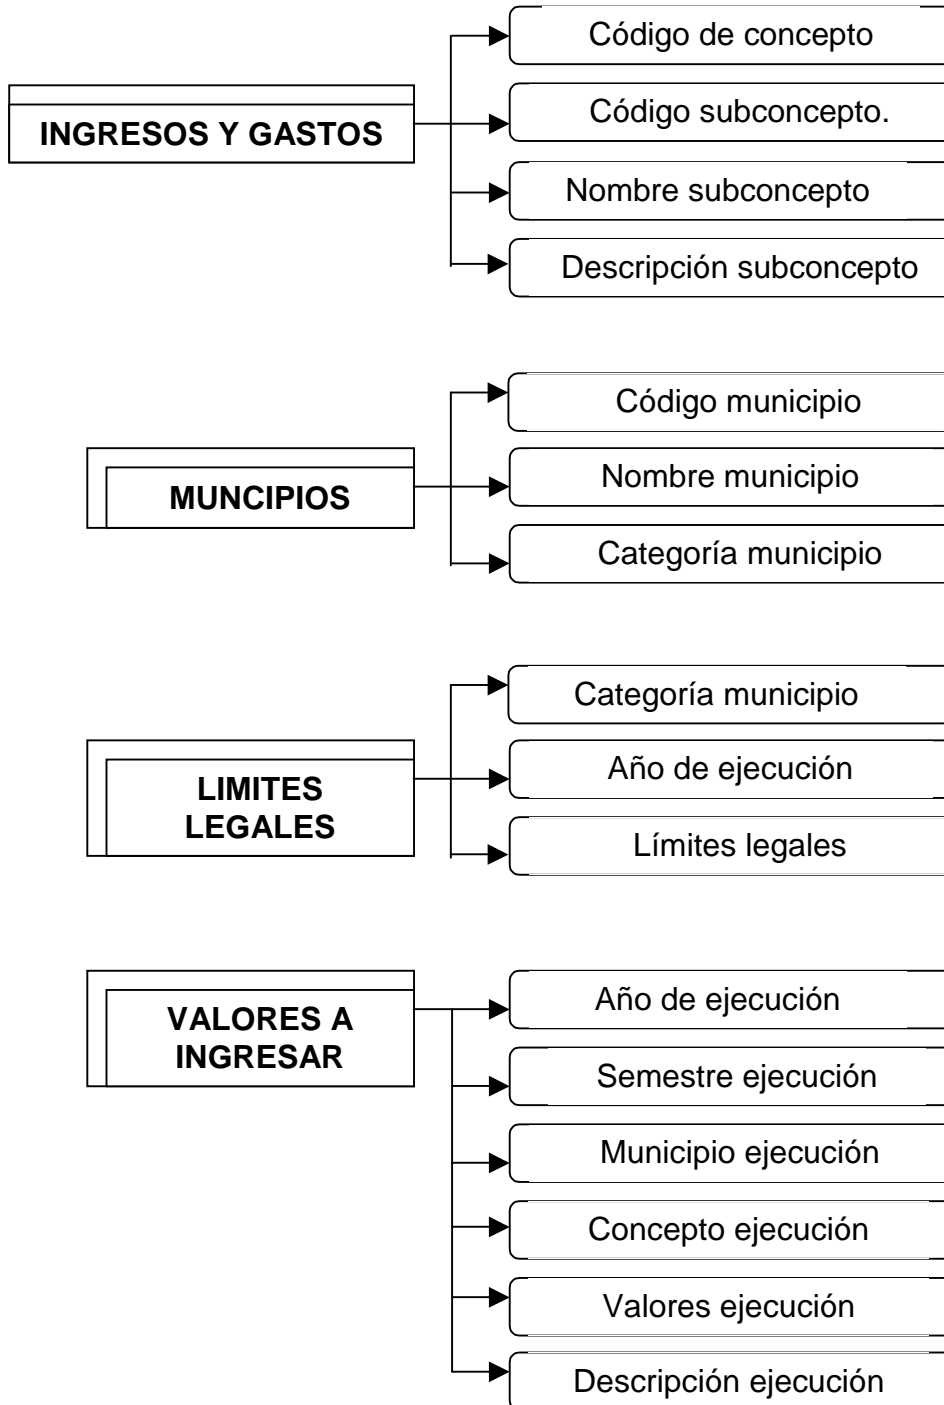 INGRESOS Y GASTOS
Código de concepto
Código subconcepto.
Nombre subconcepto
Descripción subconcepto
MUNCIPIOS
Código municipio
Nombre municipio
Categoría municipio
LIMITES
LEGALES
Categoría municipio
Año de ejecución
Límites legales
VALORES A
INGRESAR
Año de ejecución
Semestre ejecución
Municipio ejecución
Concepto ejecución
Valores ejecución
Descripción ejecución